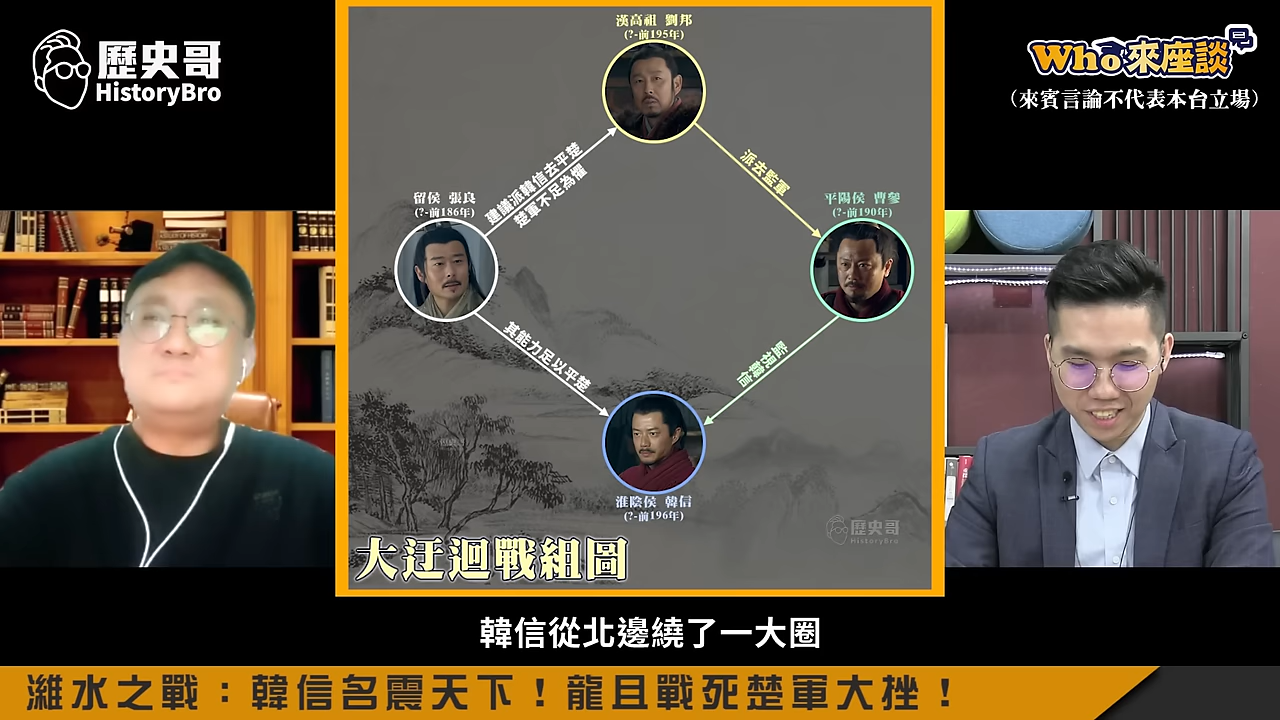 歷史哥
HistoryBro
Who來座談
(來賓言論不代表本台立場)
漢高祖 劉邦
(?-前195年)
建議派韓信去平楚
楚軍不足為懼
派去監軍
留侯 張良
(?-前186年)
平陽侯 曹參
(?-前190年)
其能力足以平楚
監視韓信
淮陰侯 韓信
(?-前196年)
歷史哥
HistoryBro
大迂迴戰組圖
韓信從北邊繞了一大圈
濰水之戰：韓信名震天下！龍且戰死楚軍大挫！